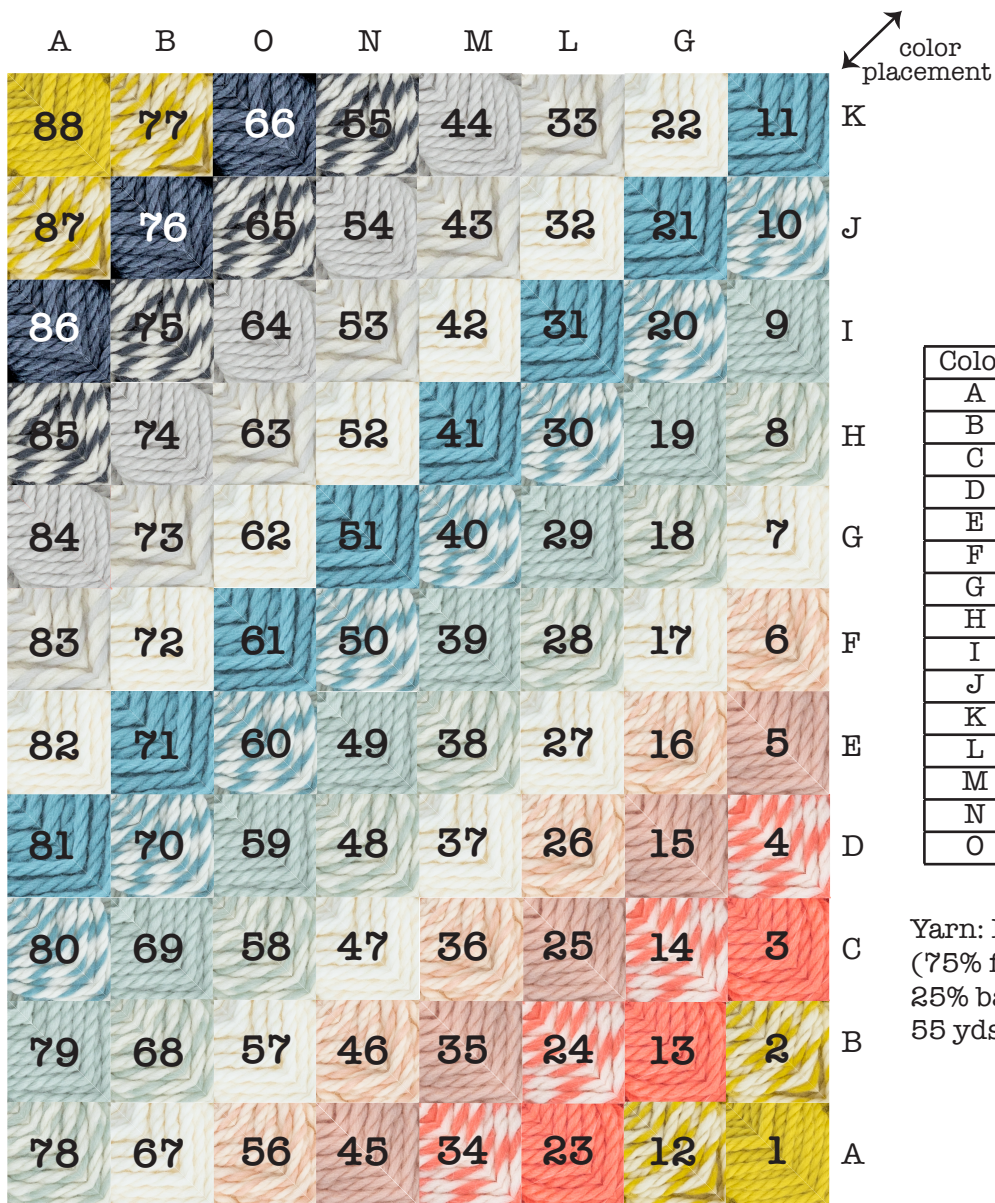 A B O N M L G
color
placement
88 77 66 55 44 33 22 11 K
87 76 65 54 43 32 21 10 J
86 75 64 53 42 31 20 9 I
85 74 63 52 41 30 19 8 H
84 73 62 51 40 29 18 7 G
83 72 61 50 39 28 17 6 F
82 71 60 49 38 27 16 5 E
81 70 59 48 37 26 15 4 D
80 69 58 47 36 25 14 3 C
79 68 57 46 35 24 13 2 B
78 67 56 45 34 23 12 1 A
Colo
A
B
C
D
E
F
G
H
I
J
K
L
M
N
O
Yarn:
(75% f
25% ba
55 yds